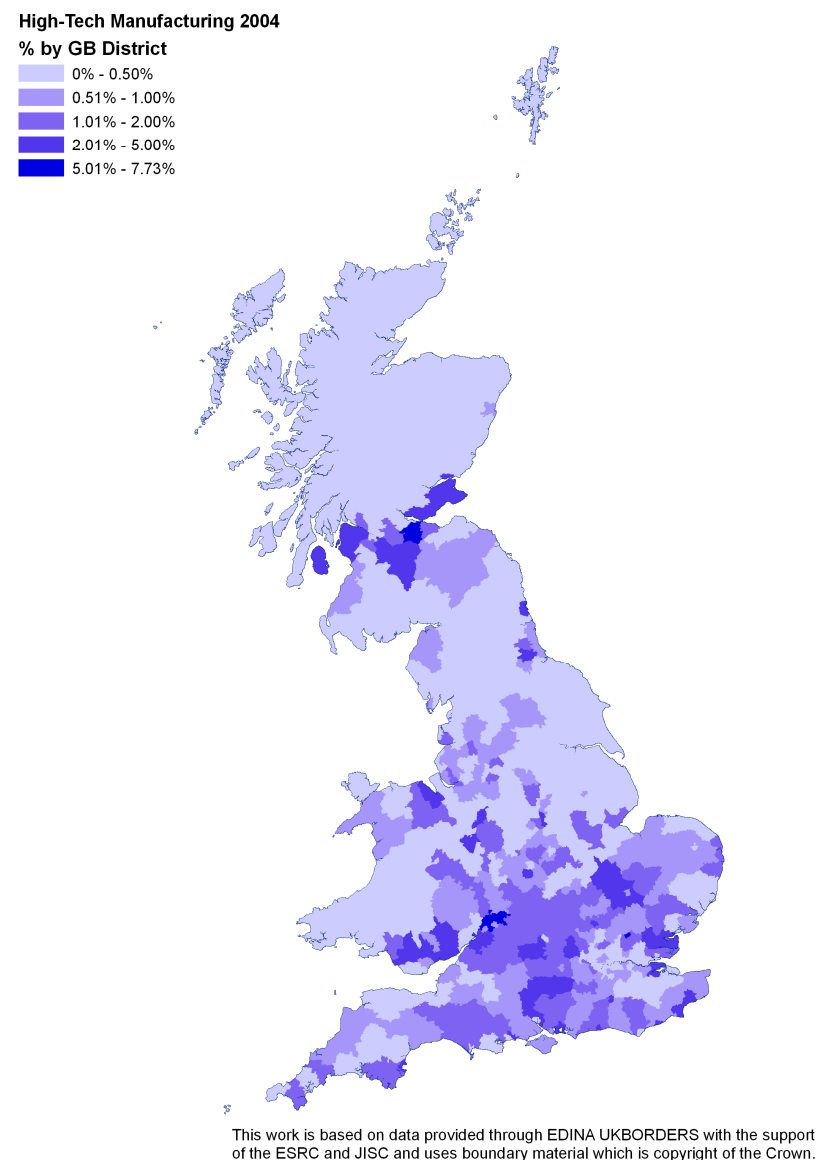 High-Tech Manufacturing 2004
% by GB District
0% - 0.50%
0.51% - 1.00%
1.01% - 2.00%
2.01% - 5.00%
5.01% - 7.73%
This work is based on data provided through EDINA UKBORDERS with the support
of the ESRC and JISC and uses boundary material which is copyright of the Crown.